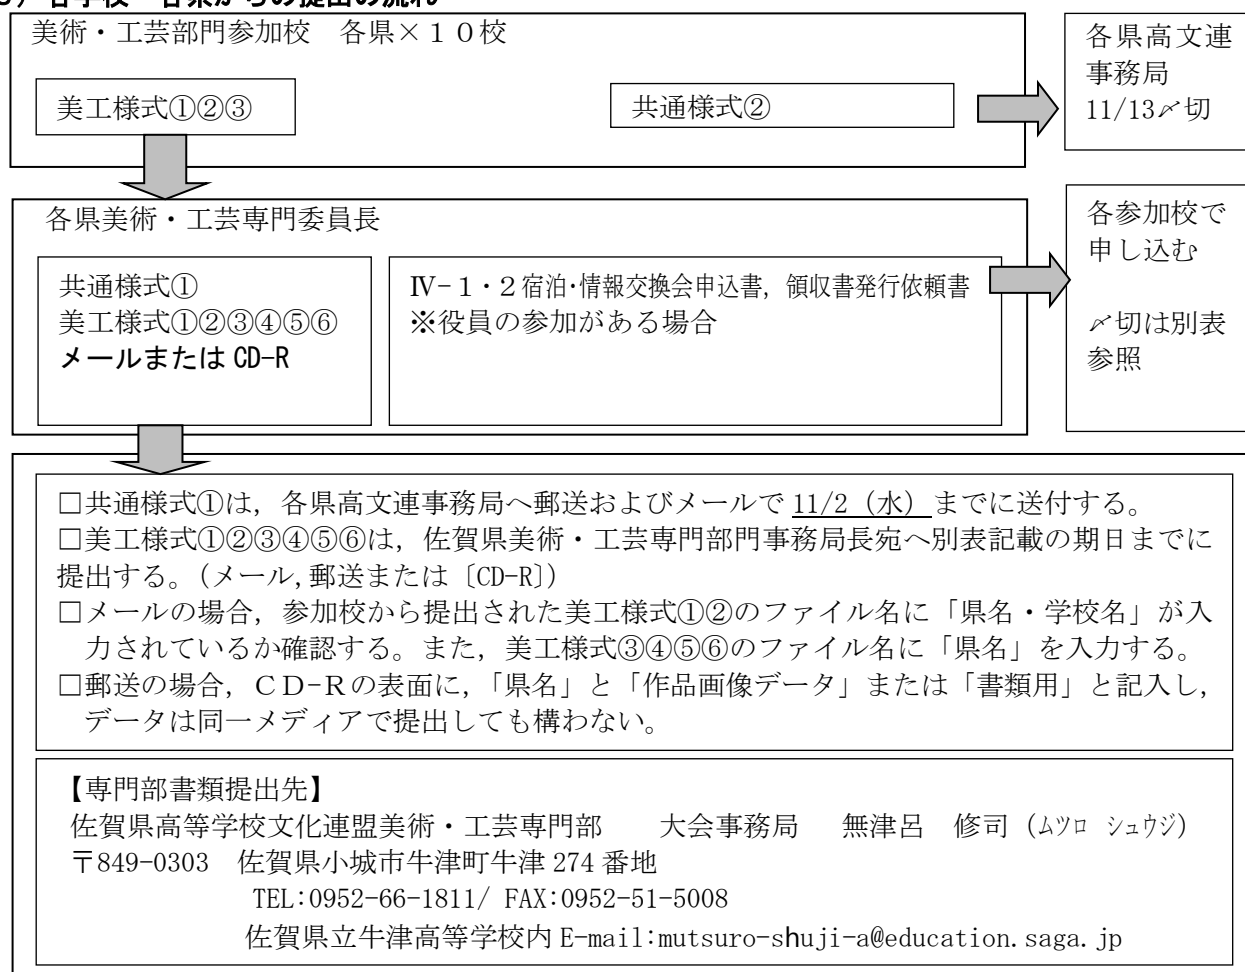 美術・工芸部門参加校 各県×１０校
美工様式①②③
共通様式②
各県高文連
事務局
11/13〆切
各県美術・工芸専門委員長
共通様式①
美工様式①②③④⑤⑥
メールまたは CD-R
Ⅳ-１・２宿泊･情報交換会申込書，領収書発行依頼書
※役員の参加がある場合
各参加校で
申し込む
〆切は別表
参照
□共通様式①は，各県高文連事務局へ郵送およびメールで 11/2（水）までに送付する。
□美工様式①②③④⑤⑥は，佐賀県美術・工芸専門部門事務局長宛へ別表記載の期日までに
提出する。（メール,郵送または〔CD-R〕）
□メールの場合，参加校から提出された美工様式①②のファイル名に「県名・学校名」が入
力されているか確認する。また，美工様式③④⑤⑥のファイル名に「県名」を入力する。
□郵送の場合，ＣＤ-Ｒの表面に，「県名」と「作品画像データ」または「書類用」と記入し，
データは同一メディアで提出しても構わない。
【専門部書類提出先】
佐賀県高等学校文化連盟美術・工芸専門部 大会事務局 無津呂 修司（ﾑﾂﾛ ｼｭｳｼﾞ）
〒849-0303 佐賀県小城市牛津町牛津 274 番地
TEL:0952-66-1811/ FAX:0952-51-5008
佐賀県立牛津高等学校内 E-mail:mutsuro-shuji-a@education.saga.jp